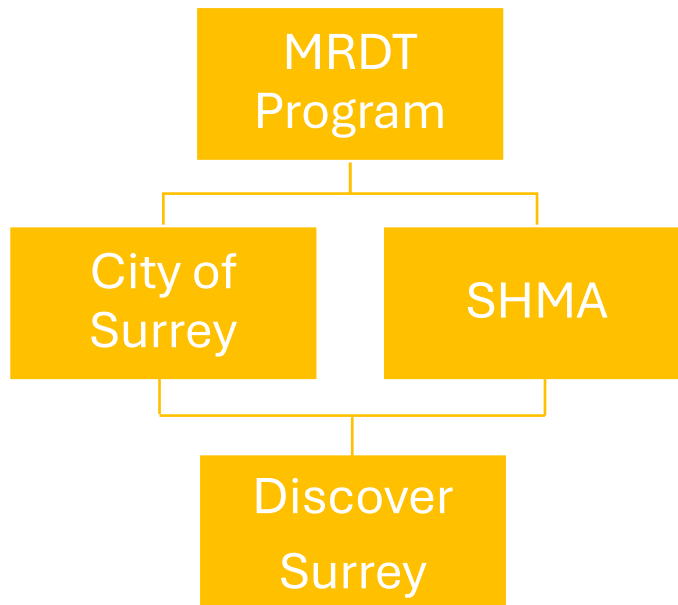 MRDT
Program
City of
Surrey
SHMA
Discover
Surrey